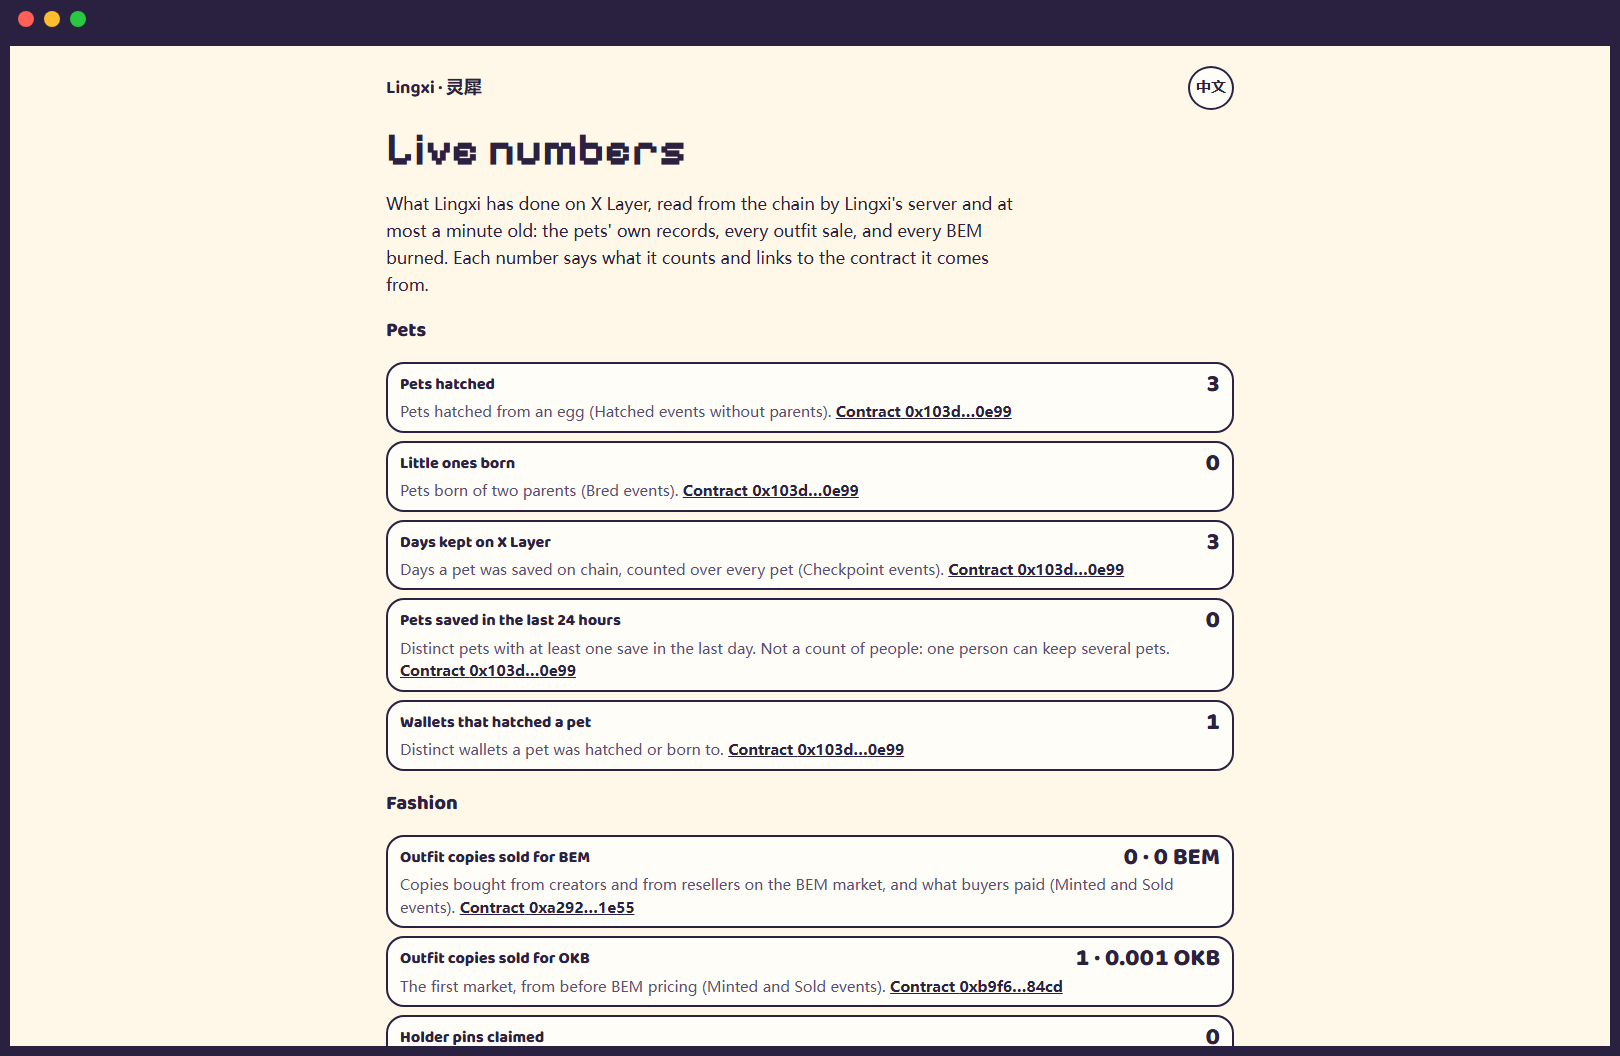 Lingxi · 灵犀
中文
Live numbers
What Lingxi has done on X Layer, read from the chain by Lingxi's server and at
most a minute old: the pets' own records, every outfit sale, and every BEM
burned. Each number says what it counts and links to the contract it comes
from.
Pets
Pets hatched
3
Pets hatched from an egg (Hatched events without parents). Contract 0x103d...0e99
Little ones born
0
Pets born of two parents (Bred events). Contract 0x103d...0e99
Days kept on X Layer
3
Days a pet was saved on chain, counted over every pet (Checkpoint events). Contract 0x103d...0e99
Pets saved in the last 24 hours
0
Distinct pets with at least one save in the last day. Not a count of people: one person can keep several pets.
Contract 0x103d...0e99
Wallets that hatched a pet
1
Distinct wallets a pet was hatched or born to. Contract 0x103d...0e99
Fashion
Outfit copies sold for BEM
0 · 0 BEM
Copies bought from creators and from resellers on the BEM market, and what buyers paid (Minted and Sold
events). Contract 0xa292...1e55
Outfit copies sold for OKB
1 · 0.001 OKB
The first market, from before BEM pricing (Minted and Sold events). Contract 0xb9f6...84cd
Holder pins claimed
0